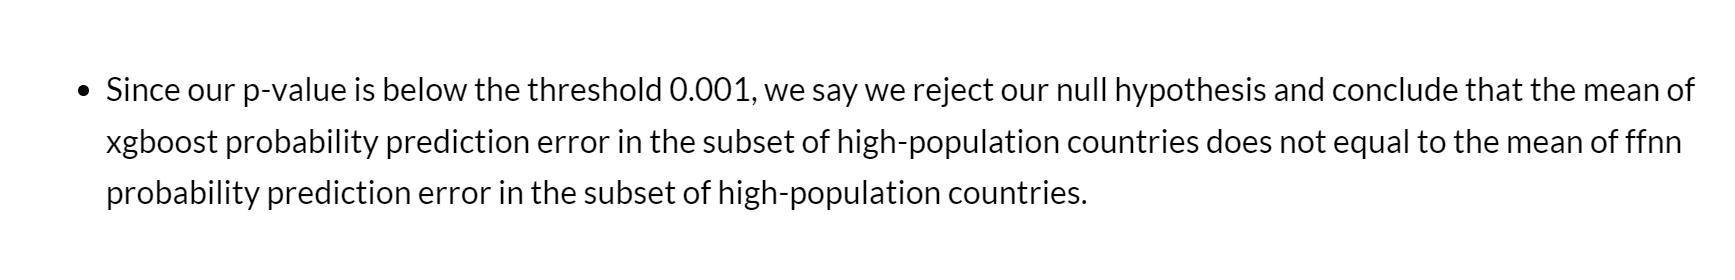 • Since our p-value is below the threshold 0.001, we say we reject our null hypothesis and conclude that the mean of
xgboost probability prediction error in the subset of high-population countries does not equal to the mean of ffnn
probability prediction error in the subset of high-population countries.